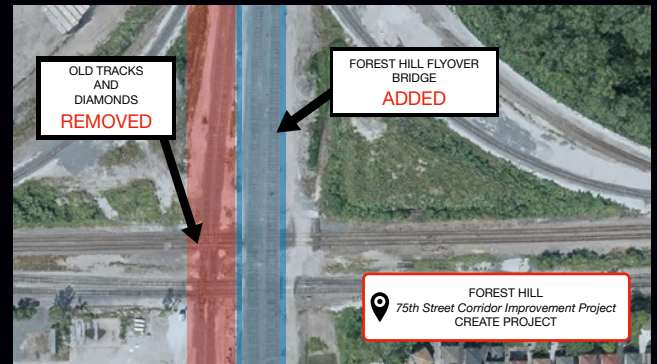 OLD TRACKS
AND
DIAMONDS
REMOVED
FOREST HILL FLYOVER
BRIDGE
ADDED
FOREST HILL
75th Street Corridor Improvement Project
CREATE PROJECT